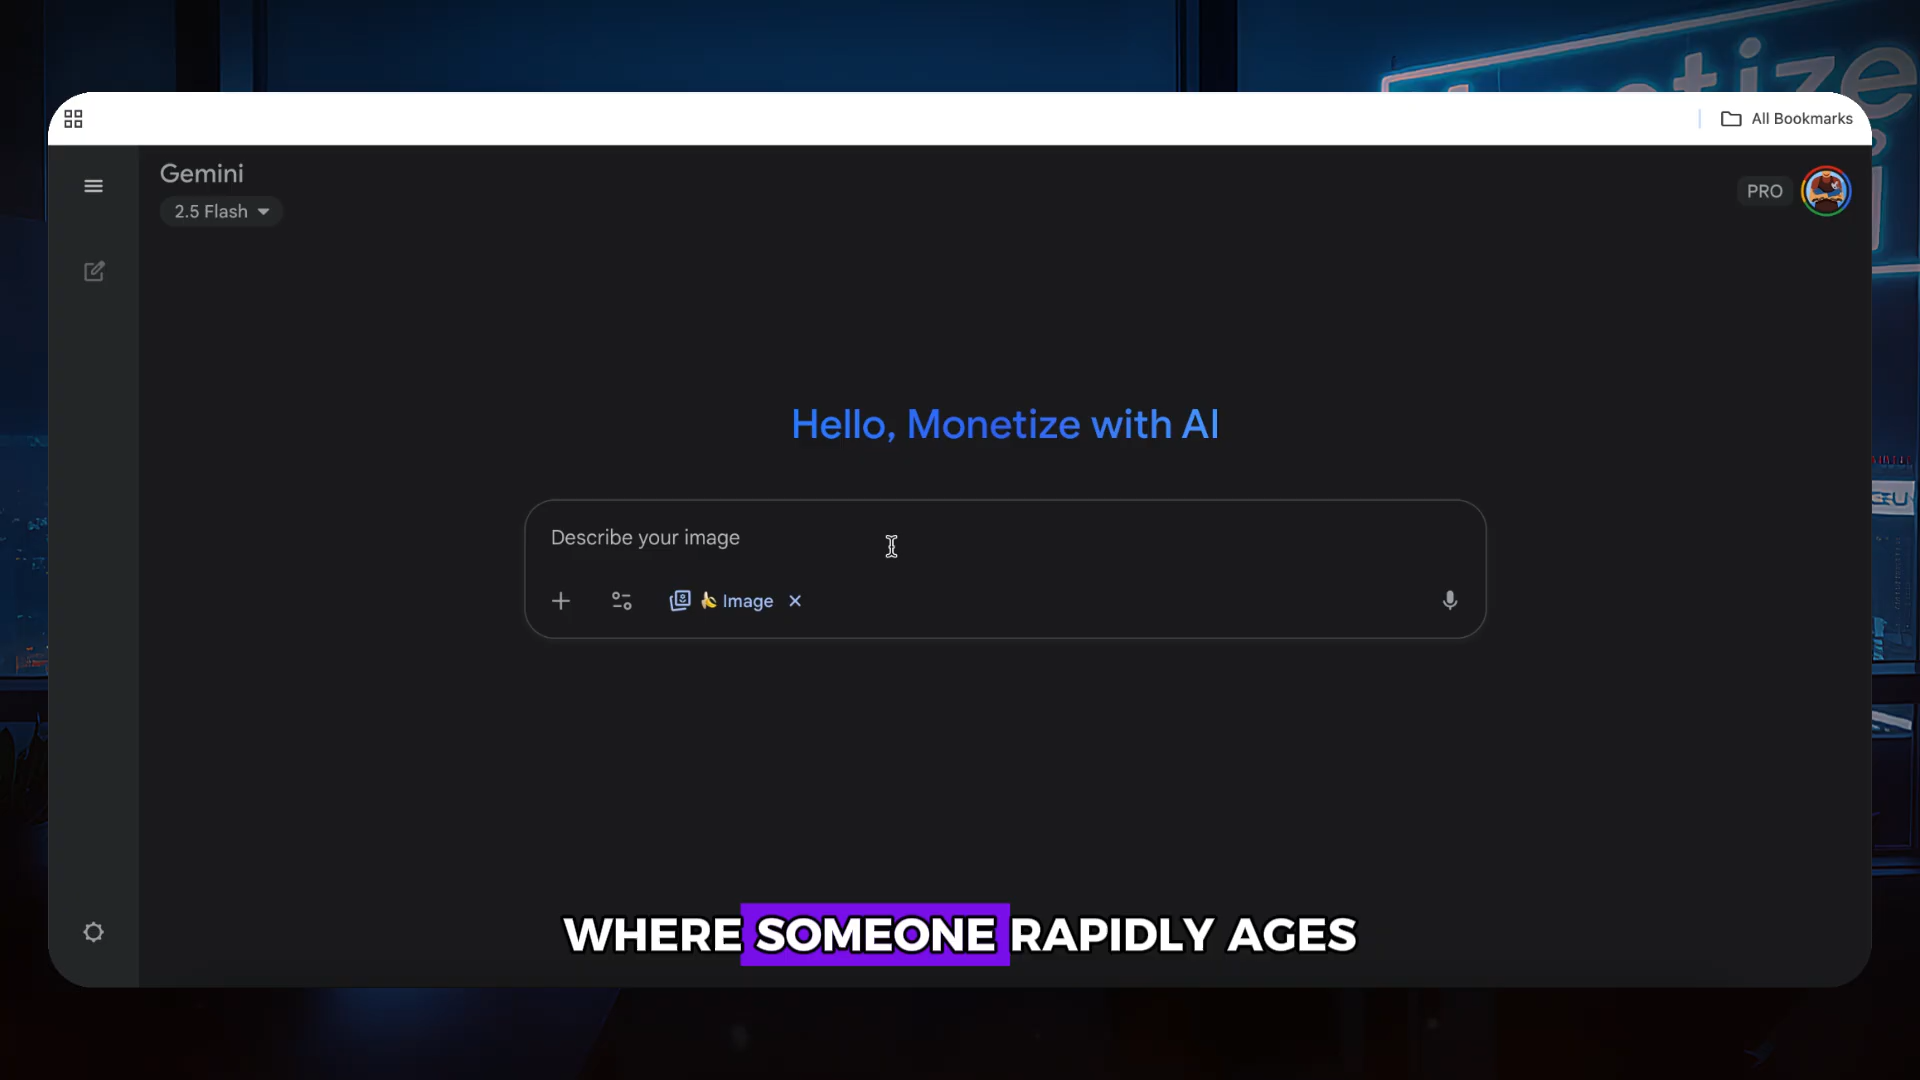 All Bookmarks
Gemini
2.5 Flash
PRO
Hello, Monetize with AI
Describe your image
Image
WHERE SOMEONE RAPIDLY AGES